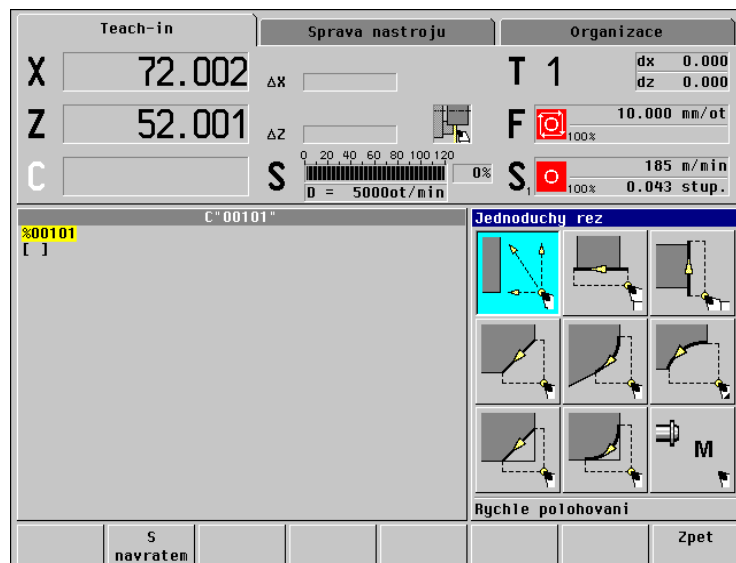 Teach-in
Sprava nastroju
Organizace
X 72.002 ΔX
T 1 dx 0.000
dz 0.000
Z 52.001 ΔZ
F 100% 10.000 mm/ot
C
S 0 20 40 60 80 100 120 0%
D = 5000ot/min
S1 100% 185 m/min
0.043 stup.
C"00101"
%00101
[ ]
Jednoduchy rez
M
Rychle polohovani
S navratem
Zpet